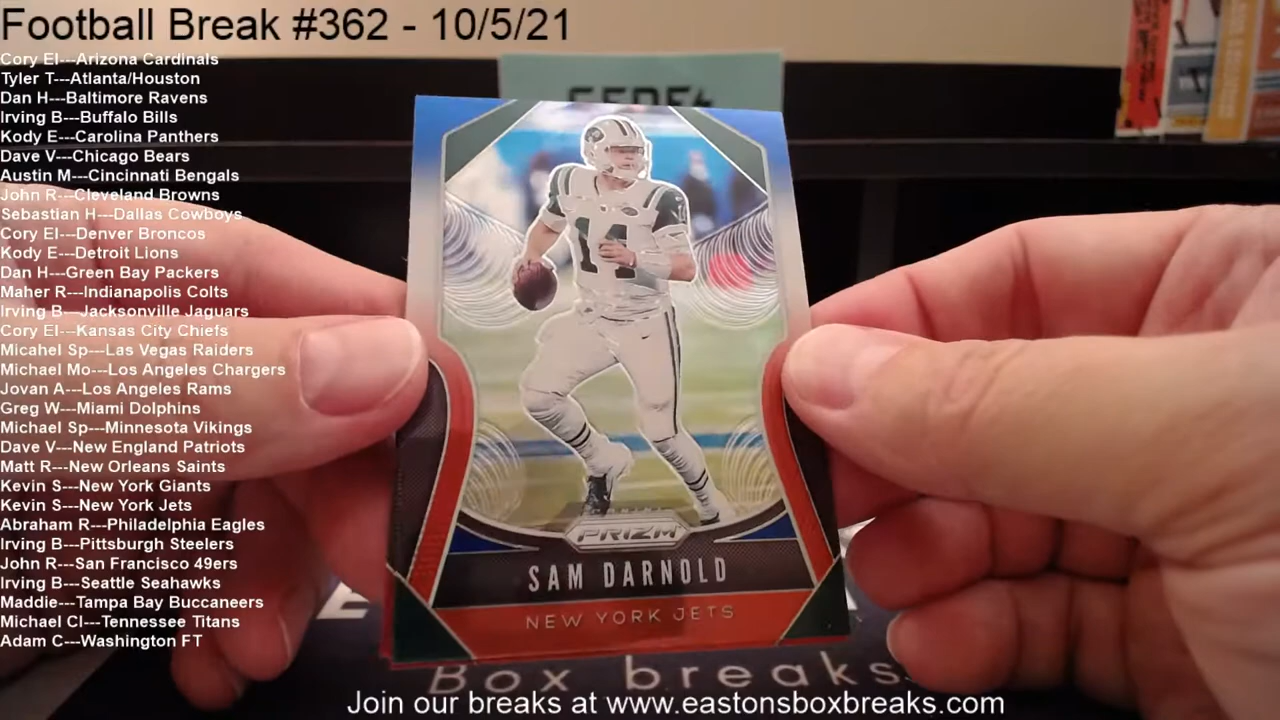 Football Break #362 - 10/5/21
Cory El---Arizona Cardinals
Tyler T---Atlanta/Houston
Dan H---Baltimore Ravens
Irving B---Buffalo Bills
Kody E---Carolina Panthers
Dave V---Chicago Bears
Austin M---Cincinnati Bengals
John R---Cleveland Browns
Sebastian H---Dallas Cowboys
Cory El---Denver Broncos
Kody E---Detroit Lions
Dan H---Green Bay Packers
Maher R---Indianapolis Colts
Irving B---Jacksonville Jaguars
Cory El---Kansas City Chiefs
Micahel Sp---Las Vegas Raiders
Michael Mo---Los Angeles Chargers
Jovan A---Los Angeles Rams
Greg W---Miami Dolphins
Michael Sp---Minnesota Vikings
Dave V---New England Patriots
Matt R---New Orleans Saints
Kevin S---New York Giants
Kevin S---New York Jets
Abraham R---Philadelphia Eagles
Irving B---Pittsburgh Steelers
John R---San Francisco 49ers
Irving B---Seattle Seahawks
Maddie---Tampa Bay Buccaneers
Michael Cl---Tennessee Titans
Adam C---Washington FT
14
PANINI
PRIZM
SAM DARNOLD
NEW YORK JETS
Box breaks
Join our breaks at www.eastonsboxbreaks.com